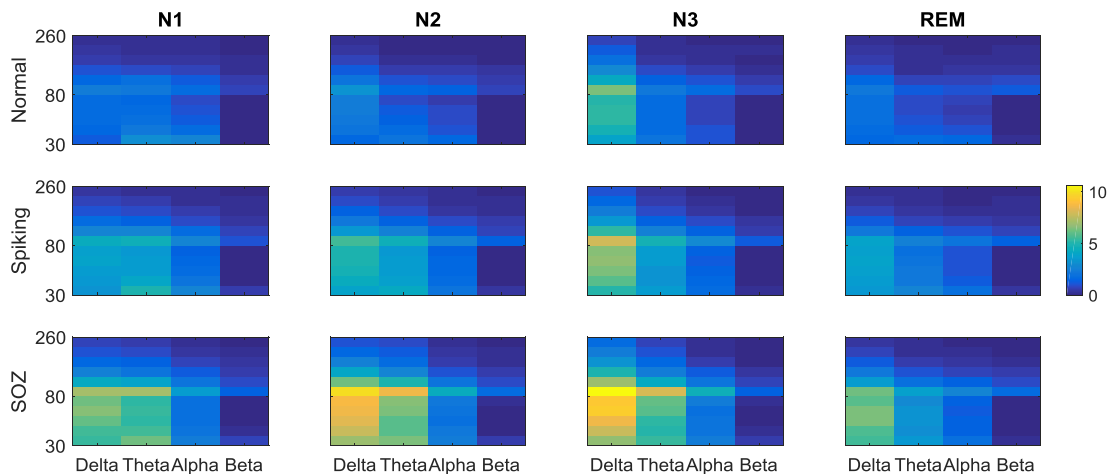 N1 N2 N3 REM
Normal
260
80
30
Spiking
260
80
30
10
5
0
SOZ
260
80
30
Delta Theta Alpha Beta Delta Theta Alpha Beta Delta Theta Alpha Beta Delta Theta Alpha Beta